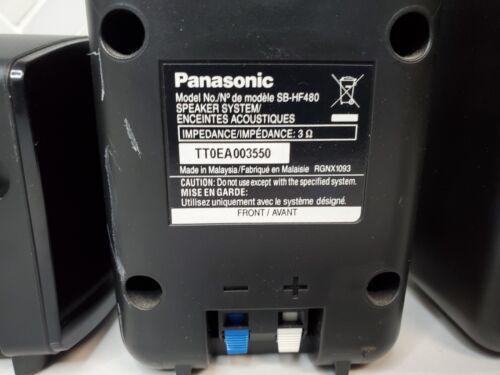 Panasonic
Model No./Nº de modèle SB-HF480
SPEAKER SYSTEM/
ENCEINTES ACOUSTIQUES
IMPEDANCE/IMPÉDANCE: 3 Ω
TT0EA003550
Made in Malaysia/Fabriqué en Malaisie RGNX1093
CAUTION: Do not use except with the specified system.
MISE EN GARDE:
Utilisez uniquement avec le système désigné.
FRONT / AVANT
− +